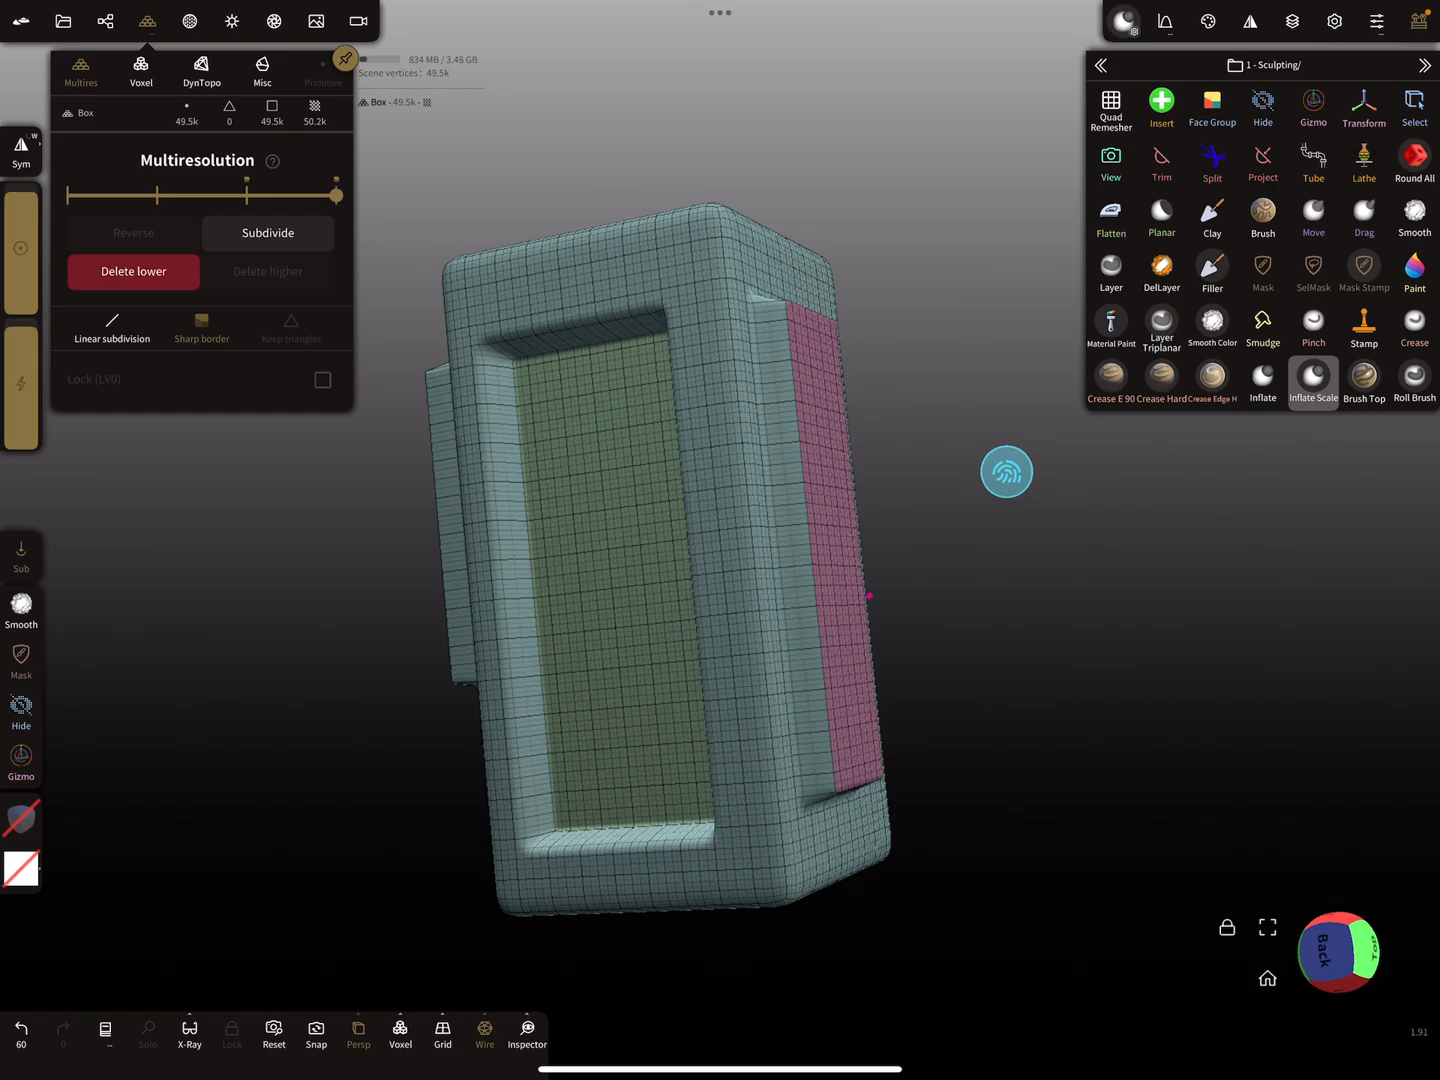 834 MB / 3.48 GB
Scene vertices: 49.5k
Box · 49.5k ·
Multires
Voxel
DynTopo
Misc
Primitive
Box
49.5k
0
49.5k
50.2k
Multiresolution ?
Reverse
Subdivide
Delete lower
Delete higher
Linear subdivision
Sharp border
Keep triangles
Lock (LV0)
W
Sym
Sub
Smooth
Mask
Hide
Gizmo
1 - Sculpting/
Quad Remesher
Insert
Face Group
Hide
Gizmo
Transform
Select
View
Trim
Split
Project
Tube
Lathe
Round All
Flatten
Planar
Clay
Brush
Move
Drag
Smooth
Layer
DelLayer
Filler
Mask
SelMask
Mask Stamp
Paint
Material Paint
Layer Triplanar
Smooth Color
Smudge
Pinch
Stamp
Crease
Crease E 90
Crease Hard
Crease Edge H
Inflate
Inflate Scale
Brush Top
Roll Brush
Back
Top
1.91
60
0
...
Solo
X-Ray
Lock
Reset
Snap
Persp
Voxel
Grid
Wire
Inspector